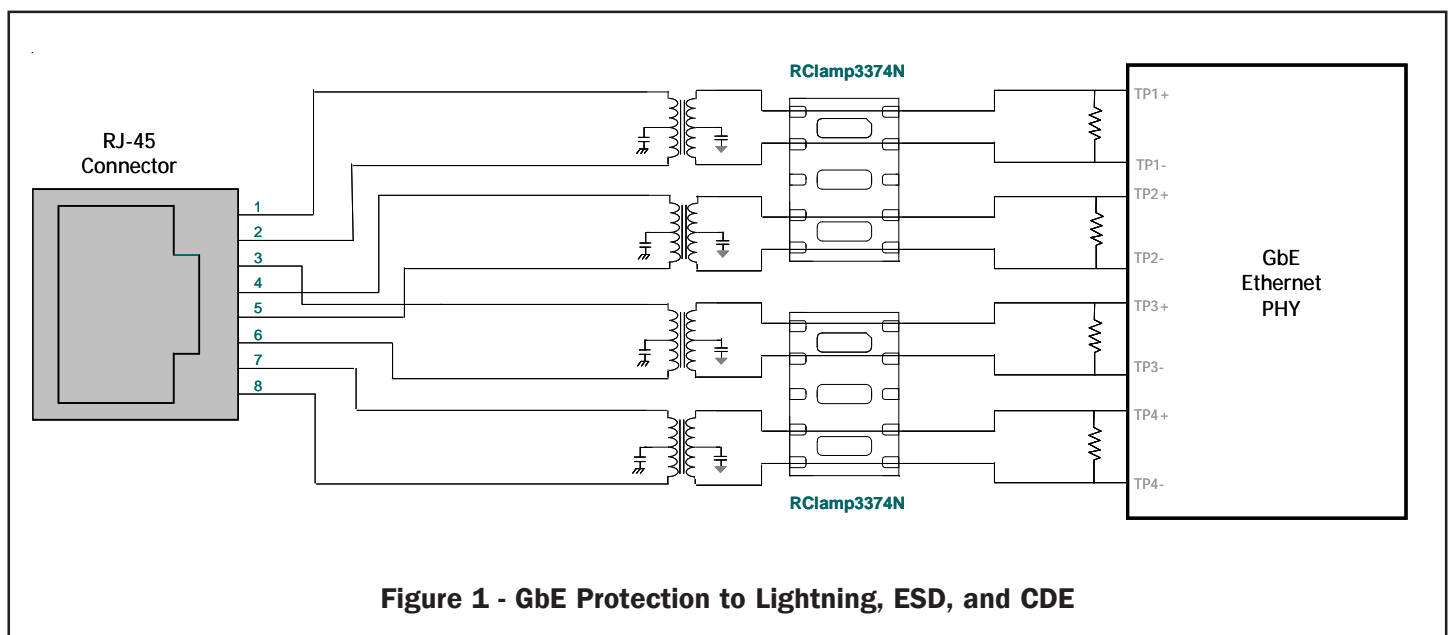 RClamp3374N
RJ-45
Connector
1
2
3
4
5
6
7
8
TP1+
TP1-
TP2+
TP2-
TP3+
TP3-
TP4+
TP4-
GbE
Ethernet
PHY
RClamp3374N
Figure 1 - GbE Protection to Lightning, ESD, and CDE